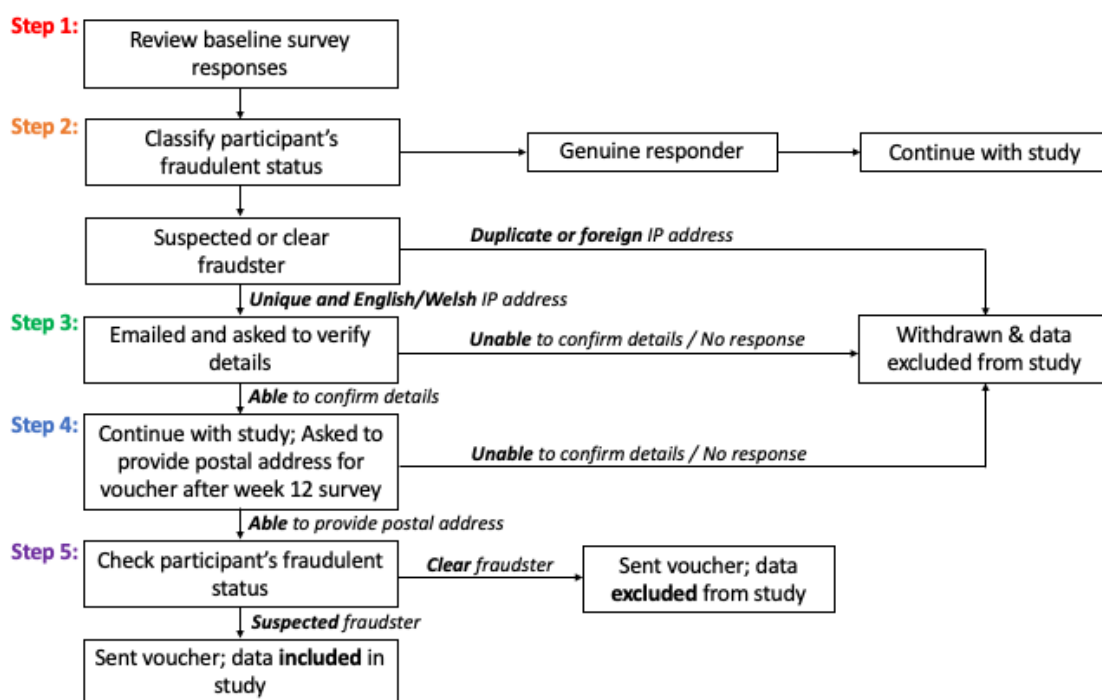 Step 1:
Review baseline survey
responses
Step 2:
Classify participant's
fraudulent status
Genuine responder
Continue with study
Suspected or clear
fraudster
Duplicate or foreign IP address
Unique and English/Welsh IP address
Step 3:
Emailed and asked to verify
details
Unable to confirm details / No response
Withdrawn & data
excluded from study
Able to confirm details
Step 4:
Continue with study; Asked to
provide postal address for
voucher after week 12 survey
Unable to confirm details / No response
Able to provide postal address
Step 5:
Check participant's fraudulent
status
Clear fraudster
Sent voucher; data
excluded from study
Suspected fraudster
Sent voucher; data included in
study